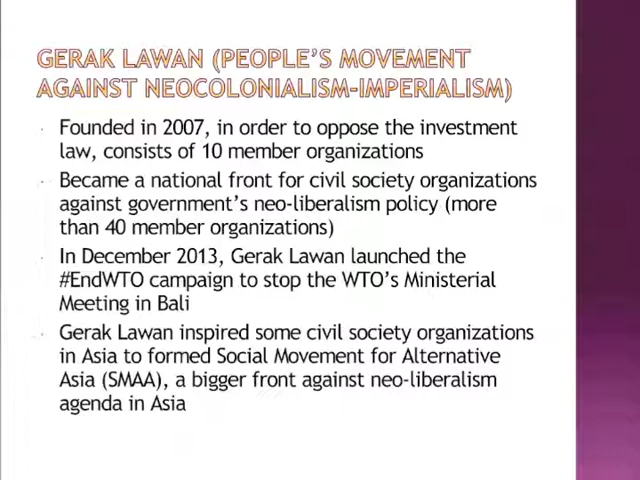 GERAK LAWAN (PEOPLE'S MOVEMENT
AGAINST NEOCOLONIALISM-IMPERIALISM)
Founded in 2007, in order to oppose the investment
law, consists of 10 member organizations
Became a national front for civil society organizations
against government's neo-liberalism policy (more
than 40 member organizations)
In December 2013, Gerak Lawan launched the
#EndWTO campaign to stop the WTO's Ministerial
Meeting in Bali
Gerak Lawan inspired some civil society organizations
in Asia to formed Social Movement for Alternative
Asia (SMAA), a bigger front against neo-liberalism
agenda in Asia